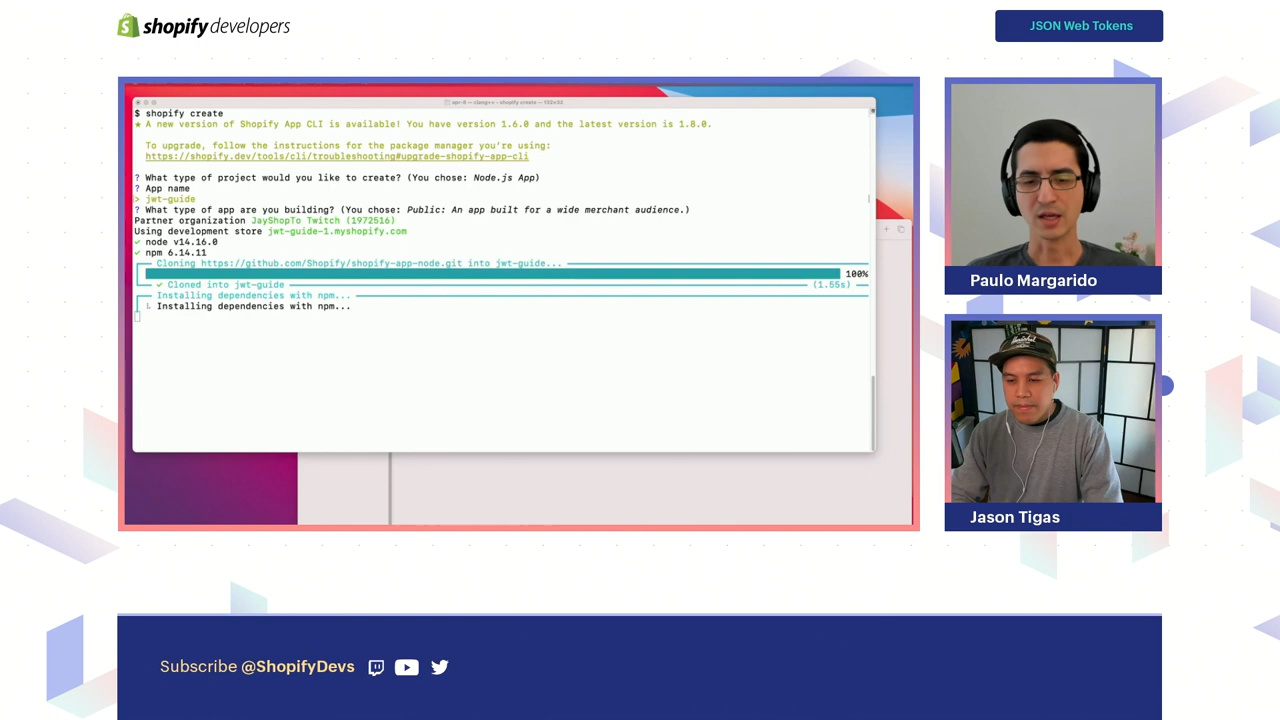 shopify developers
JSON Web Tokens
$ shopify create
★ A new version of Shopify App CLI is available! You have version 1.6.0 and the latest version is 1.8.0.
To upgrade, follow the instructions for the package manager you're using:
https://shopify.dev/tools/cli/troubleshooting#upgrade-shopify-app-cli
? What type of project would you like to create? (You chose: Node.js App)
? App name
> jwt-guide
? What type of app are you building? (You chose: Public: An app built for a wide merchant audience.)
Partner organization JayShopTo Twitch (1972516)
Using development store jwt-guide-1.myshopify.com
✓ node v14.16.0
✓ npm 6.14.11
Cloning https://github.com/Shopify/shopify-app-node.git into jwt-guide...
100%
✓ Cloned into jwt-guide (1.55s)
Installing dependencies with npm...
Installing dependencies with npm...
Paulo Margarido
Jason Tigas
Subscribe @ShopifyDevs